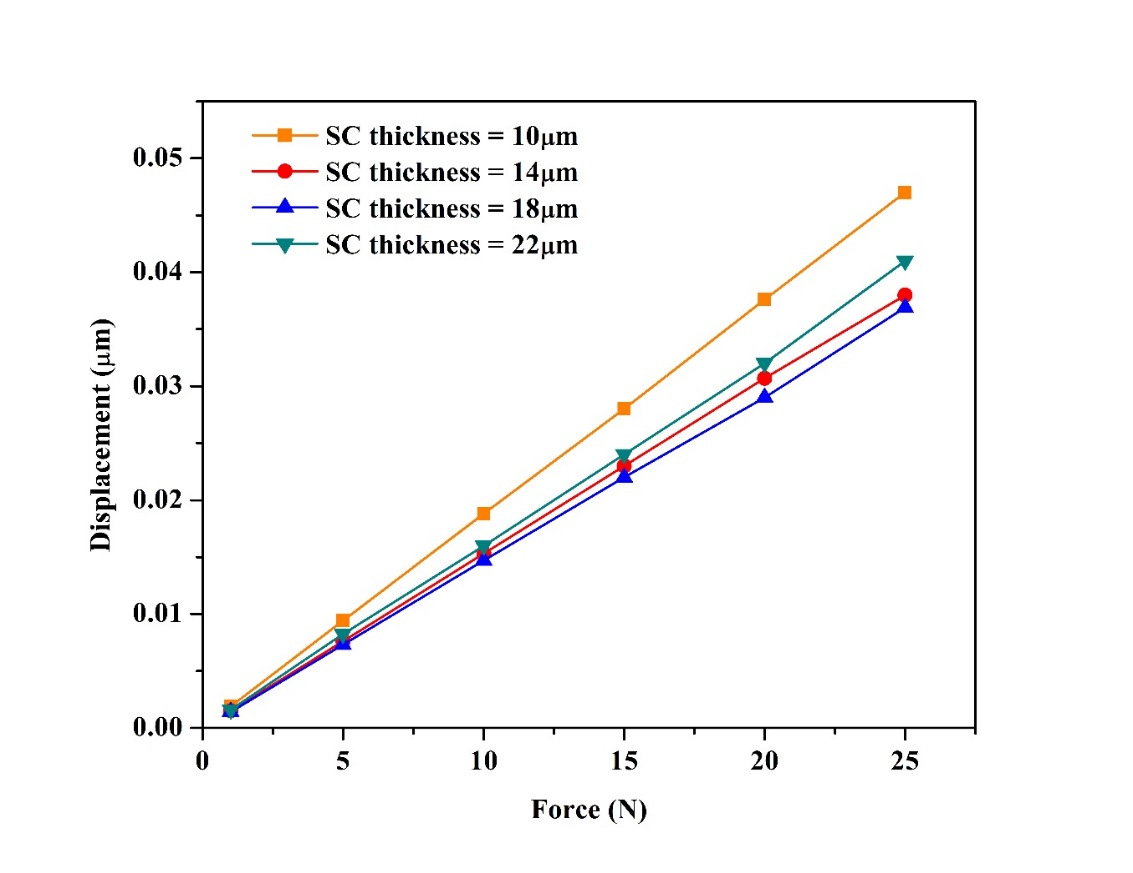 SC thickness = 10μm
SC thickness = 14μm
SC thickness = 18μm
SC thickness = 22μm
0.05
0.04
0.03
0.02
0.01
0.00
Displacement (μm)
0 5 10 15 20 25
Force (N)